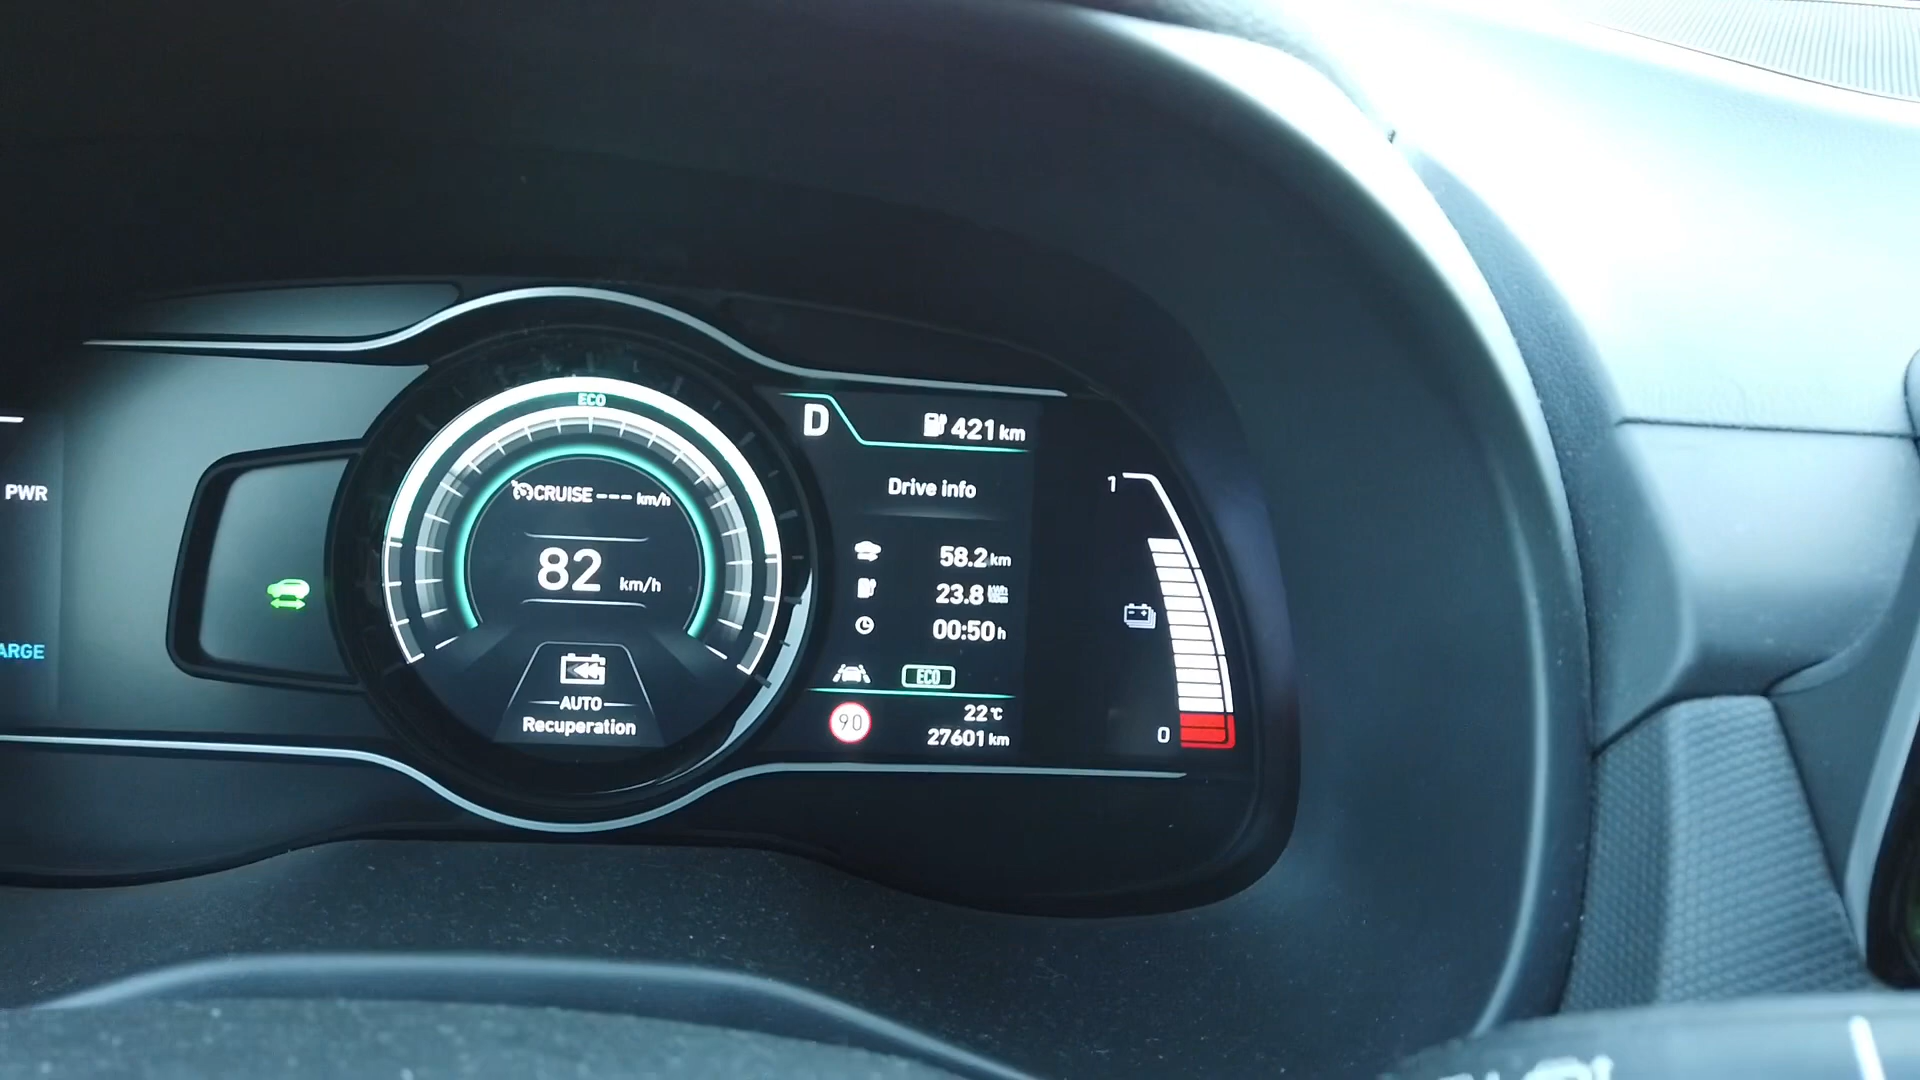 PWR
ARGE
ECO
CRUISE --- km/h
82 km/h
AUTO
Recuperation
D
421 km
Drive info
58.2 km
23.8
00:50 h
ECO
90
22 °C
27601 km
1
0